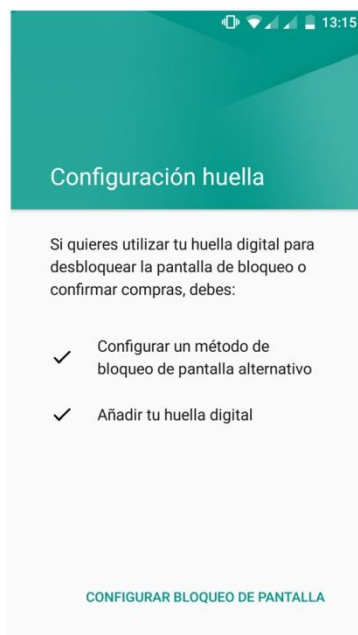 13:15
Configuración huella
Si quieres utilizar tu huella digital para
desbloquear la pantalla de bloqueo o
confirmar compras, debes:
Configurar un método de
bloqueo de pantalla alternativo
Añadir tu huella digital
CONFIGURAR BLOQUEO DE PANTALLA